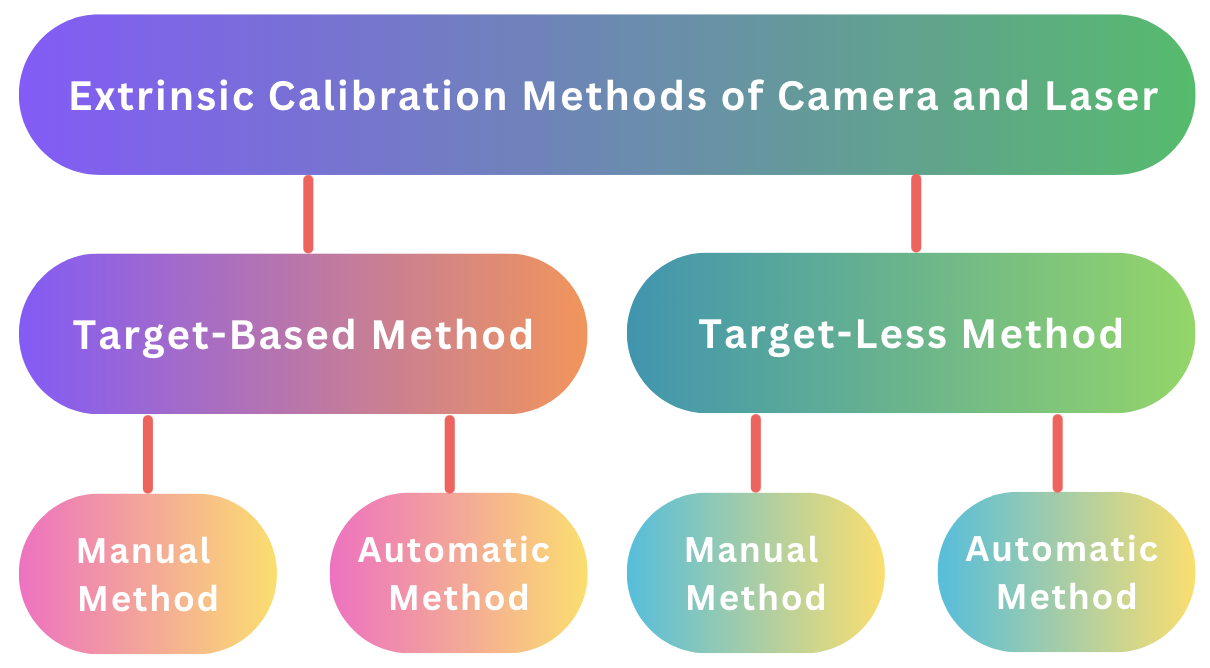 Extrinsic Calibration Methods of Camera and Laser
Target-Based Method
Target-Less Method
Manual
Method
Automatic
Method
Manual
Method
Automatic
Method